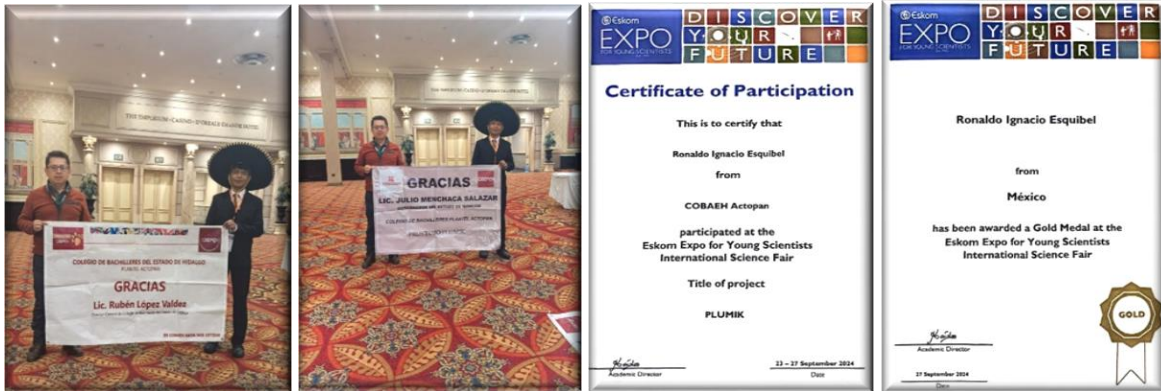 THE EMPERORS CASINO D'OREALE GRANDE HOTEL
COLEGIO DE BACHILLERES DEL ESTADO DE HIDALGO
PLANTEL ACTOPAN
GRACIAS
Lic. Rubén López Valdez
GRACIAS
LIC. JULIO MENCHACA SALAZAR
COLEGIO DE BACHILLERES PLANTEL ACTOPAN
Eskom
EXPO
FOR YOUNG SCIENTISTS
DISCOVER
YOUR
FUTURE
Certificate of Participation
This is to certify that
Ronaldo Ignacio Esquibel
from
COBAEH Actopan
participated at the
Eskom Expo for Young Scientists
International Science Fair
Title of project
PLUMIK
Academic Director
23 – 27 September 2024
Date
Eskom
EXPO
FOR YOUNG SCIENTISTS
DISCOVER
YOUR
FUTURE
Ronaldo Ignacio Esquibel
from
México
has been awarded a Gold Medal at the
Eskom Expo for Young Scientists
International Science Fair
GOLD
Academic Director
27 September 2024
Date